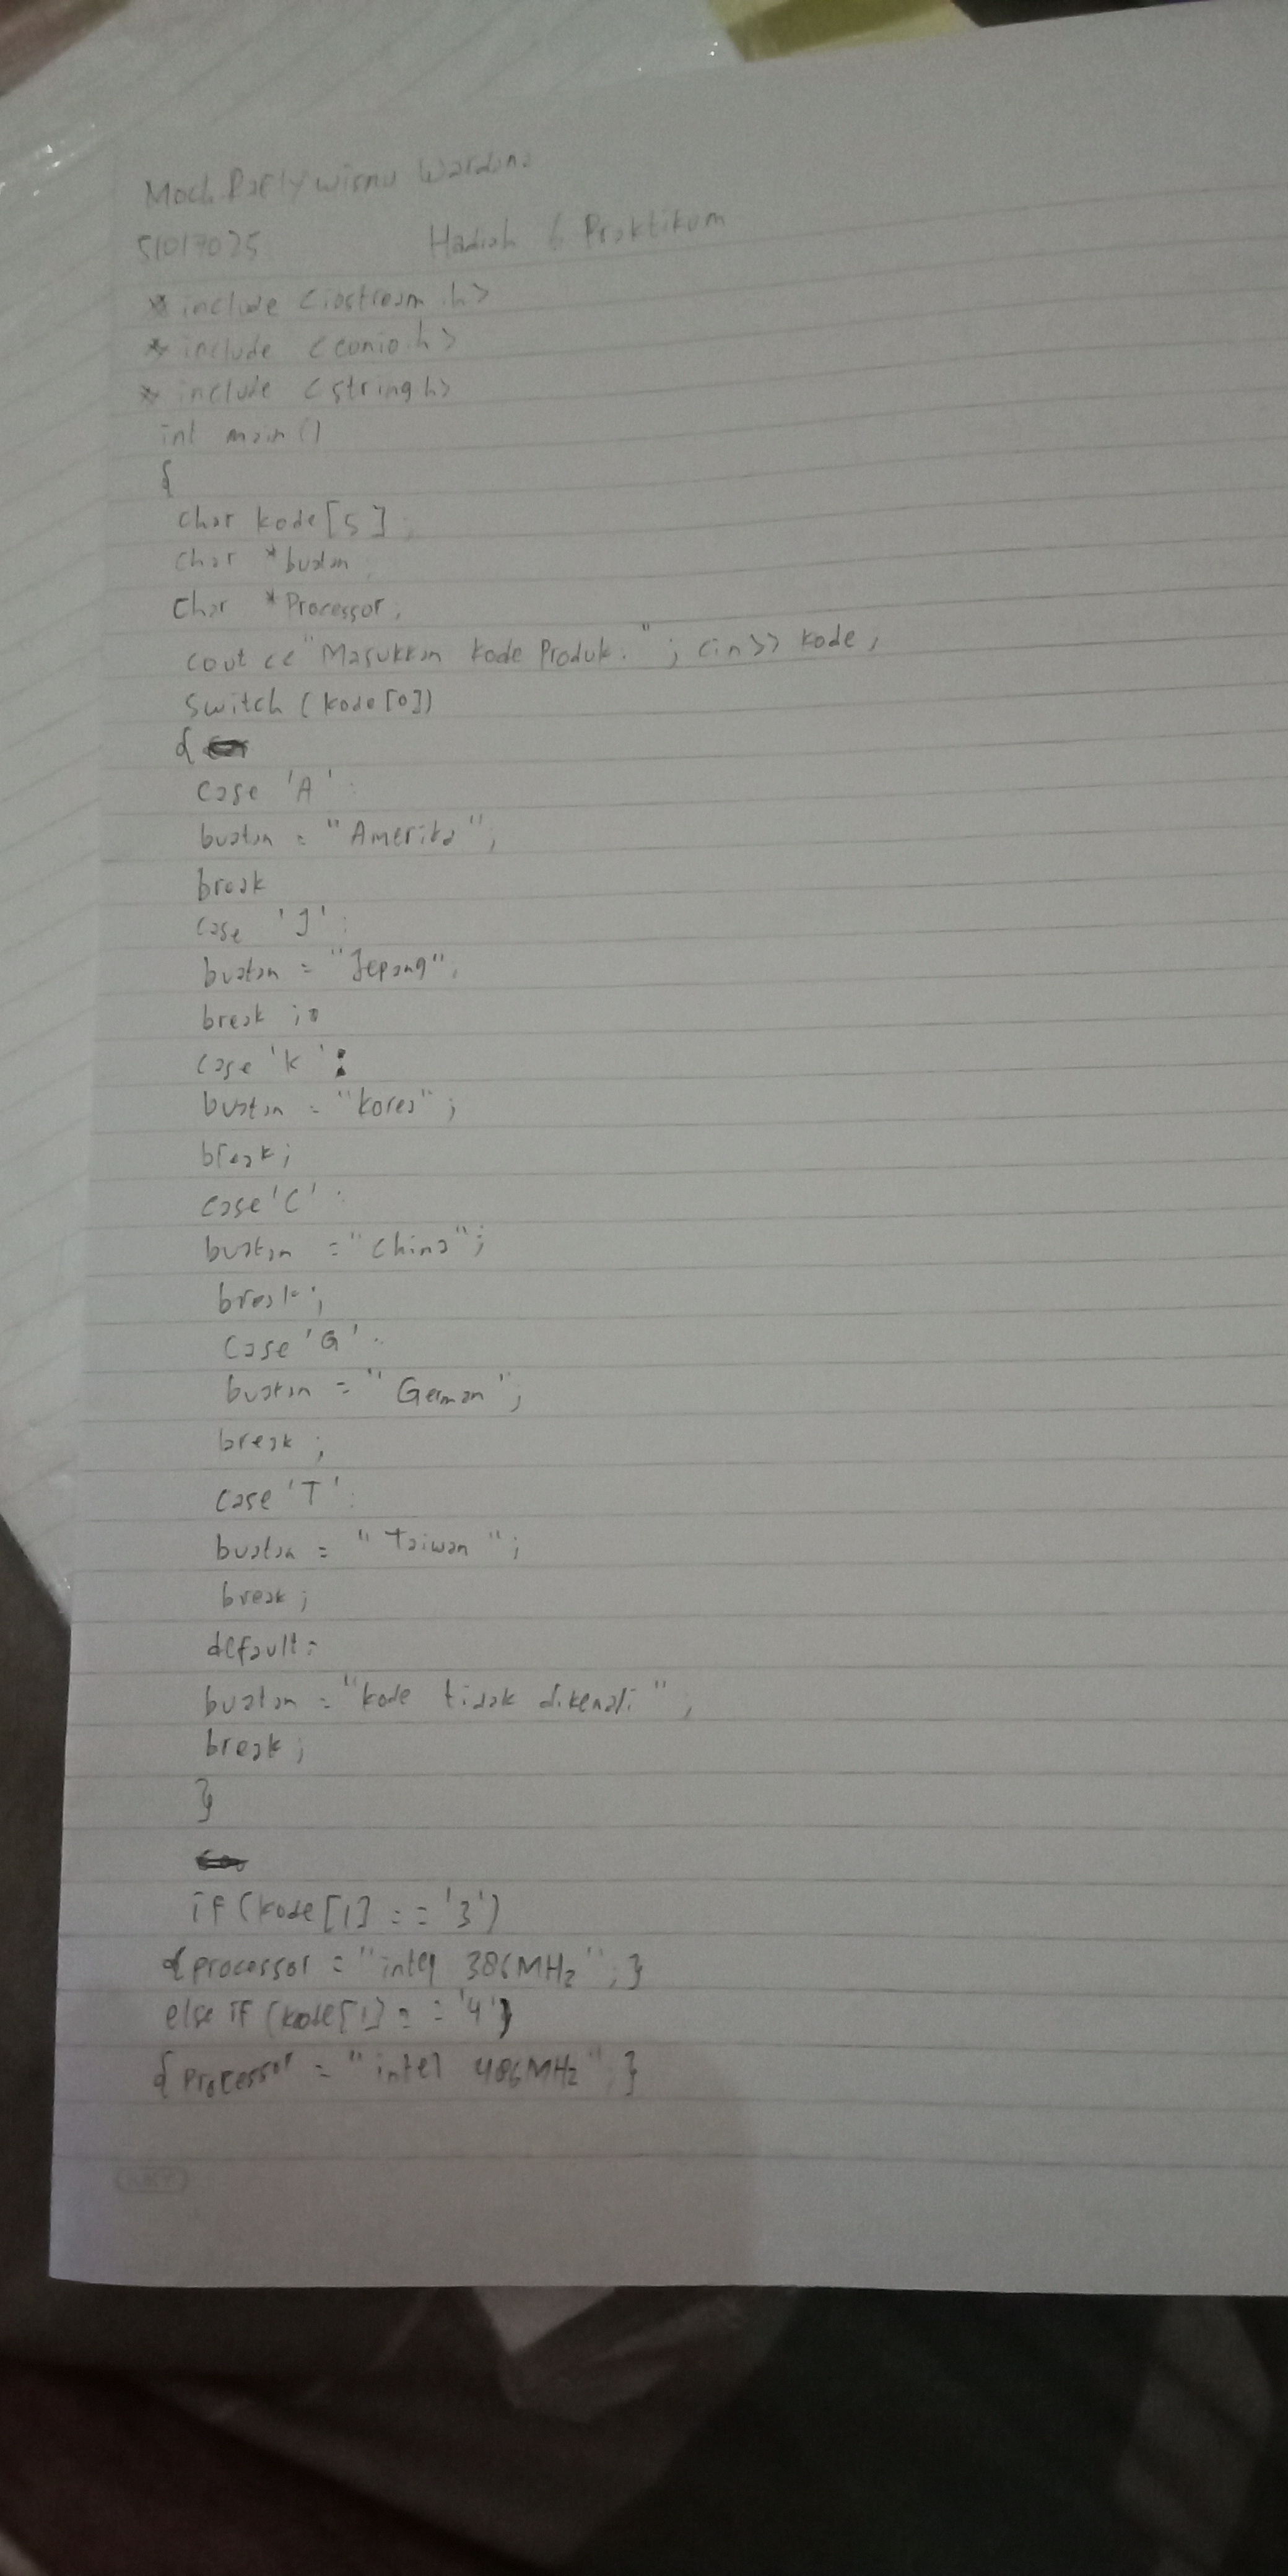 Moch. Rafly Wisnu Wardana
51017025 Hadiah 6 Praktikum
# include <iostream.h>
# include <conio.h>
# include <string.h>
int main()
{
char kode[5];
char *buatan;
char *Processor;
cout << "Masukkan kode Produk: "; cin>> kode;
switch (kode[0])
{
case 'A':
buatan = "Amerika";
break
case 'J':
buatan = "Jepang";
break;
case 'k':
buatan = "korea";
break;
case 'C':
buatan = "china";
break;
case 'G':
buatan = "German";
break;
case 'T':
buatan = "Taiwan";
break;
default:
buatan = "kode tidak dikenali";
break;
}
if (kode[1] == '3')
{processor = "intel 386MHz";}
else if (kode[1] == '4')
{Processor = "intel 486MHz";}